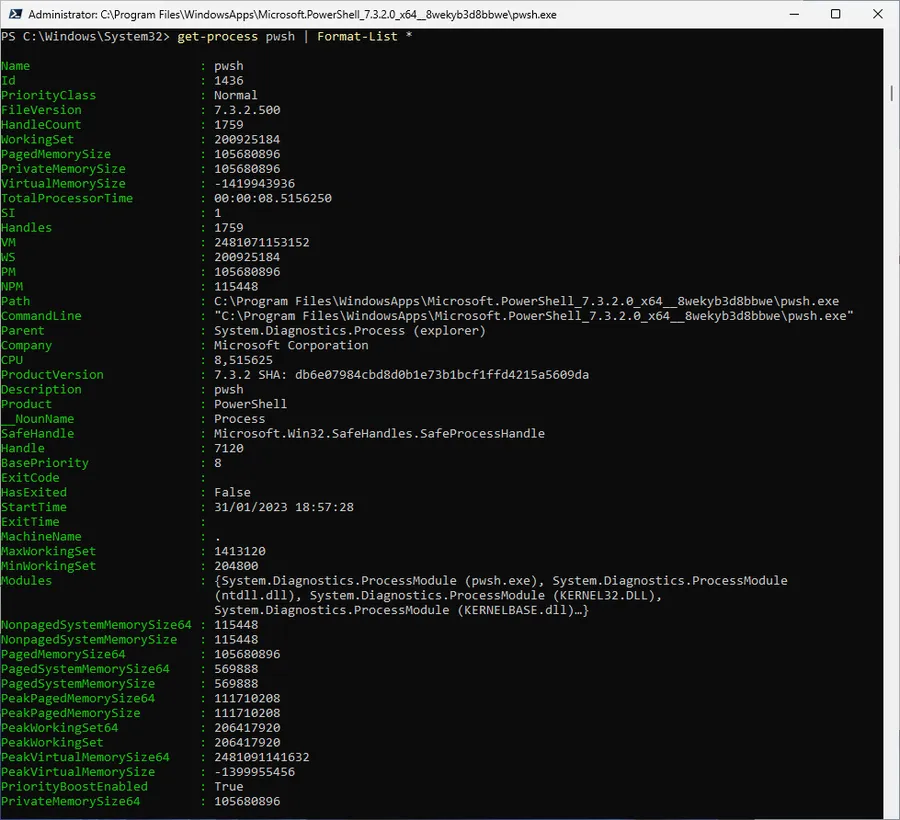 Administrator: C:\Program Files\WindowsApps\Microsoft.PowerShell_7.3.2.0_x64__8wekyb3d8bbwe\pwsh.exe
PS C:\Windows\System32> get-process pwsh | Format-List *
Name : pwsh
Id : 1436
PriorityClass : Normal
FileVersion : 7.3.2.500
HandleCount : 1759
WorkingSet : 200925184
PagedMemorySize : 105680896
PrivateMemorySize : 105680896
VirtualMemorySize : -1419943936
TotalProcessorTime : 00:00:08.5156250
SI : 1
Handles : 1759
VM : 2481071153152
WS : 200925184
PM : 105680896
NPM : 115448
Path : C:\Program Files\WindowsApps\Microsoft.PowerShell_7.3.2.0_x64__8wekyb3d8bbwe\pwsh.exe
CommandLine : "C:\Program Files\WindowsApps\Microsoft.PowerShell_7.3.2.0_x64__8wekyb3d8bbwe\pwsh.exe"
Parent : System.Diagnostics.Process (explorer)
Company : Microsoft Corporation
CPU : 8,515625
ProductVersion : 7.3.2 SHA: db6e07984cbd8d0b1e73b1bcf1ffd4215a5609da
Description : pwsh
Product : PowerShell
__NounName : Process
SafeHandle : Microsoft.Win32.SafeHandles.SafeProcessHandle
Handle : 7120
BasePriority : 8
ExitCode :
HasExited : False
StartTime : 31/01/2023 18:57:28
ExitTime :
MachineName : .
MaxWorkingSet : 1413120
MinWorkingSet : 204800
Modules : {System.Diagnostics.ProcessModule (pwsh.exe), System.Diagnostics.ProcessModule
(ntdll.dll), System.Diagnostics.ProcessModule (KERNEL32.DLL),
System.Diagnostics.ProcessModule (KERNELBASE.dll)…}
NonpagedSystemMemorySize64 : 115448
NonpagedSystemMemorySize : 115448
PagedMemorySize64 : 105680896
PagedSystemMemorySize64 : 569888
PagedSystemMemorySize : 569888
PeakPagedMemorySize64 : 111710208
PeakPagedMemorySize : 111710208
PeakWorkingSet64 : 206417920
PeakWorkingSet : 206417920
PeakVirtualMemorySize64 : 2481091141632
PeakVirtualMemorySize : -1399955456
PriorityBoostEnabled : True
PrivateMemorySize64 : 105680896